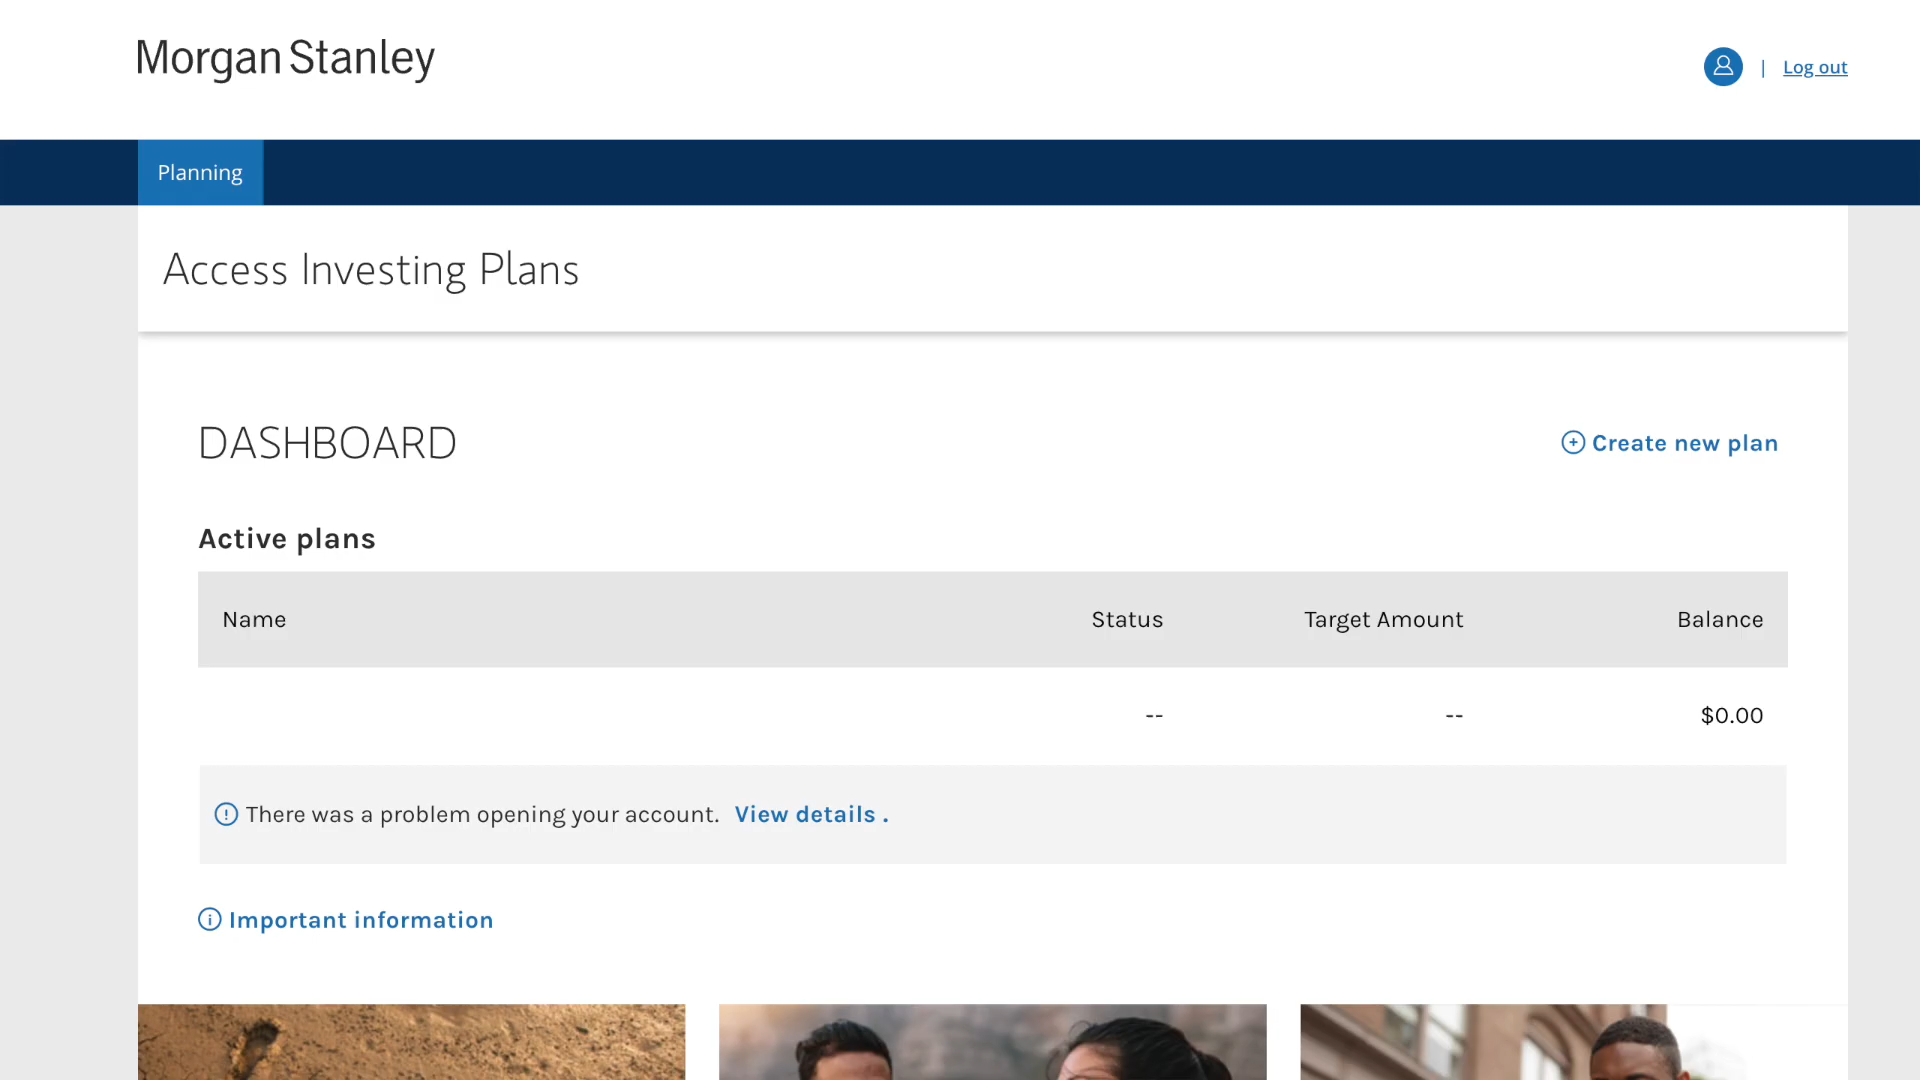 Morgan Stanley
| Log out
Planning
Access Investing Plans
DASHBOARD
Create new plan
Active plans
Name Status Target Amount Balance
-- -- $0.00
There was a problem opening your account. View details .
Important information